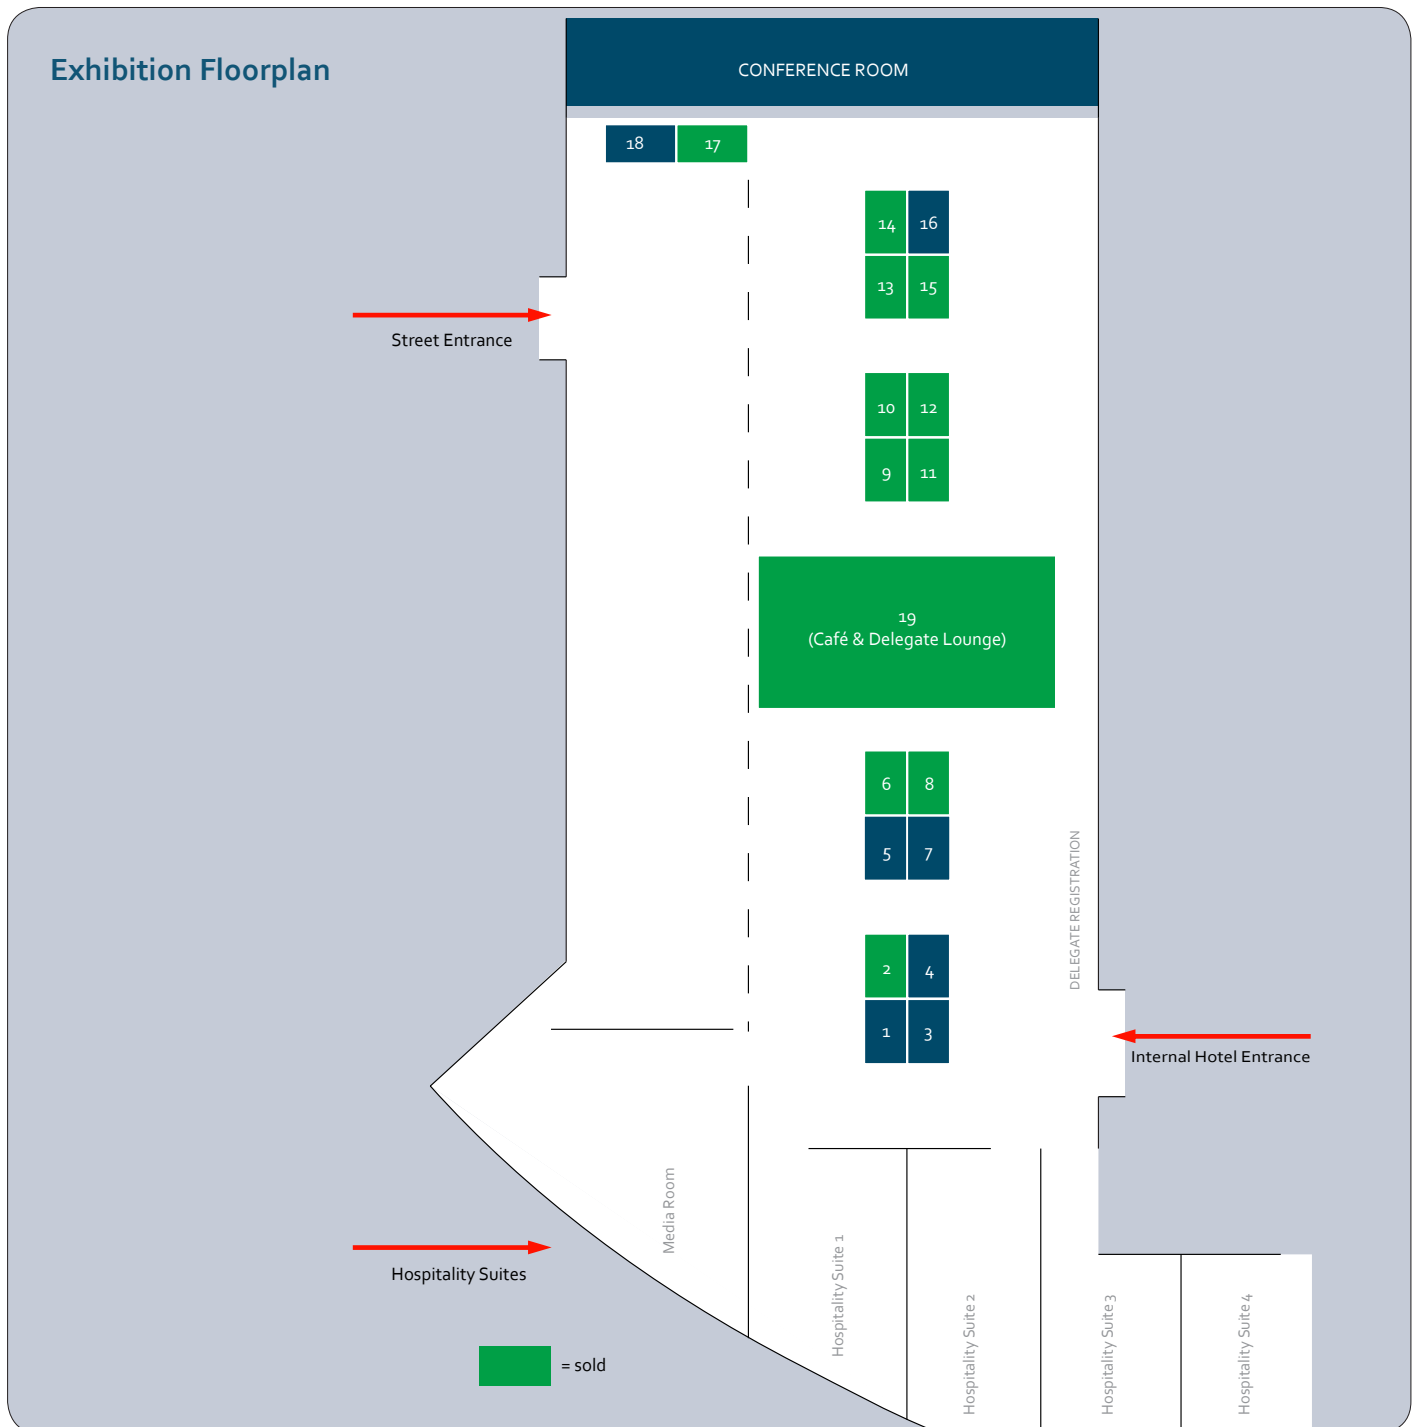 Exhibition Floorplan
CONFERENCE ROOM
18
17
14
16
13
15
Street Entrance
10
12
9
11
19
(Café & Delegate Lounge)
6
8
5
7
DELEGATE REGISTRATION
2
4
1
3
Internal Hotel Entrance
Media Room
Hospitality Suites
Hospitality Suite 1
Hospitality Suite 2
Hospitality Suite 3
Hospitality Suite 4
= sold